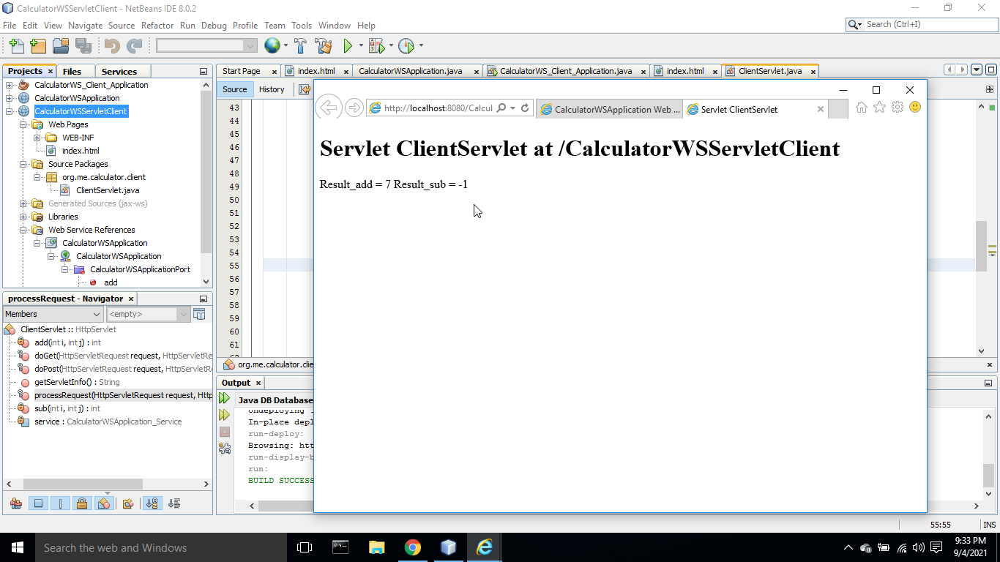 CalculatorWSServletClient - NetBeans IDE 8.0.2
File Edit View Navigate Source Refactor Run Debug Profile Team Tools Window Help
Search (Ctrl+I)
Projects Files Services
CalculatorWS_Client_Application
CalculatorWSApplication
CalculatorWSServletClient
Web Pages
WEB-INF
index.html
Source Packages
org.me.calculator.client
ClientServlet.java
Generated Sources (jax-ws)
Libraries
Web Service References
CalculatorWSApplication
CalculatorWSApplication
CalculatorWSApplicationPort
add
processRequest - Navigator
Members <empty>
ClientServlet :: HttpServlet
add(int i, int j) : int
doGet(HttpServletRequest request, HttpServletRe
doPost(HttpServletRequest request, HttpServletR
getServletInfo() : String
processRequest(HttpServletRequest request, Http
sub(int i, int j) : int
service : CalculatorWSApplication_Service
Start Page index.html CalculatorWSApplication.java CalculatorWS_Client_Application.java index.html ClientServlet.java
Source History
43
44
45
46
47
48
49
50
51
52
53
54
55
56
57
58
59
60
61
org.me.calculator.clie
http://localhost:8080/Calcul CalculatorWSApplication Web ... Servlet ClientServlet
Servlet ClientServlet at /CalculatorWSServletClient
Result_add = 7 Result_sub = -1
Output
Java DB Database
Undeploying
In-place depl
run-deploy:
Browsing: htt
run-display-b
run:
BUILD SUCCESS
55:55 INS
Search the web and Windows
9:33 PM
9/4/2021